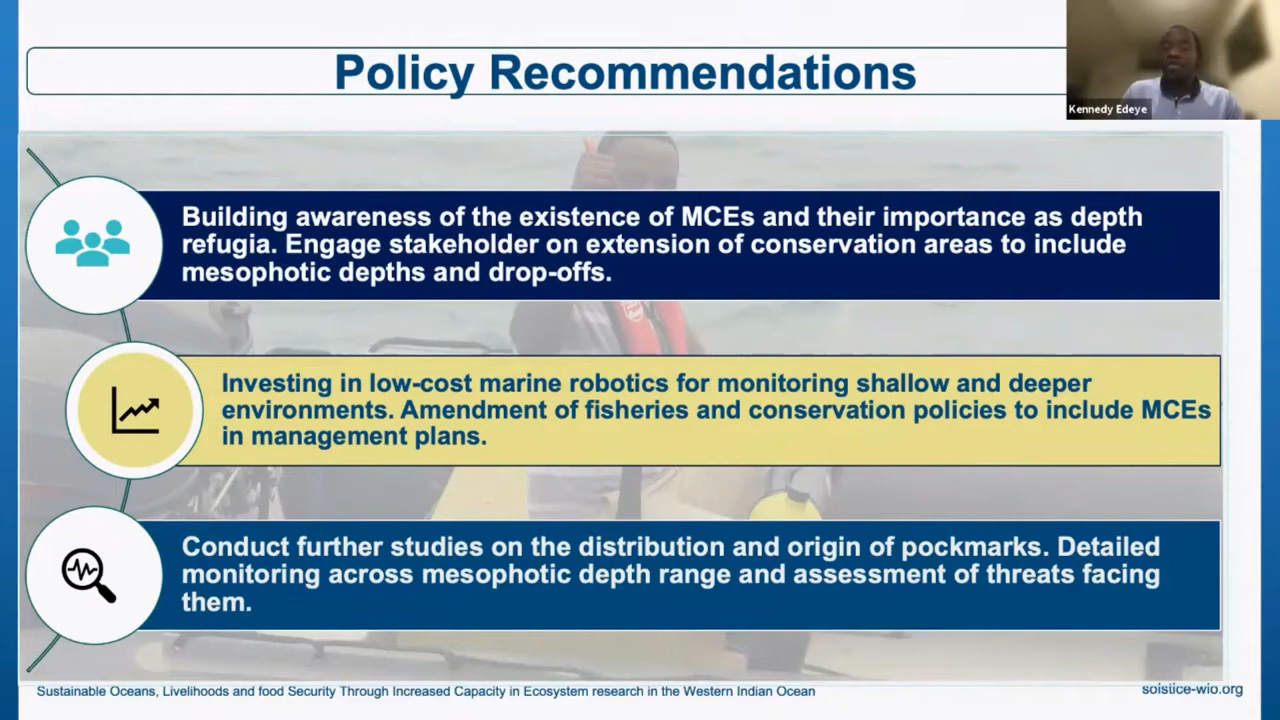 Policy Recommendations
Kennedy Edeye
Building awareness of the existence of MCEs and their importance as depth
refugia. Engage stakeholder on extension of conservation areas to include
mesophotic depths and drop-offs.
Investing in low-cost marine robotics for monitoring shallow and deeper
environments. Amendment of fisheries and conservation policies to include MCEs
in management plans.
Conduct further studies on the distribution and origin of pockmarks. Detailed
monitoring across mesophotic depth range and assessment of threats facing
them.
Sustainable Oceans, Livelihoods and food Security Through Increased Capacity in Ecosystem research in the Western Indian Ocean
solstice-wio.org